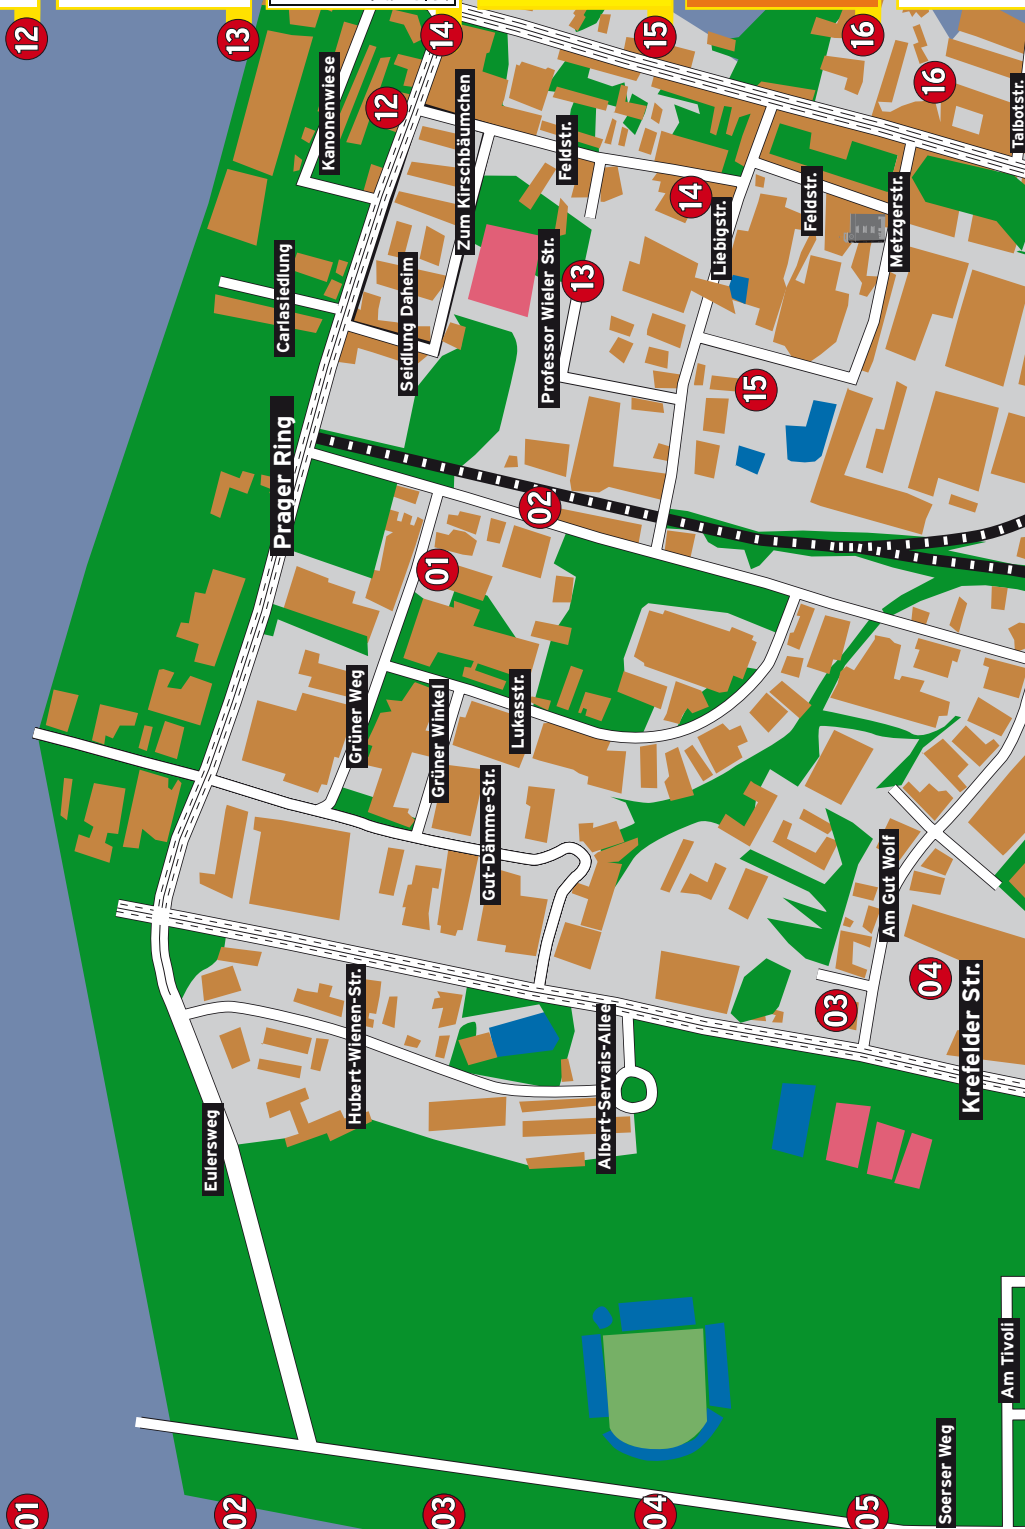 12
13
14
15
16
Kanonenwiese
12
Zum Kirschbäumchen
Feldstr.
16
Talbotstr.
14
Liebigstr.
Feldstr.
Metzgerstr.
Carlasiedlung
Seidlung Daheim
Professor Wieler Str.
13
15
Prager Ring
02
01
Grüner Weg
Grüner Winkel
Lukasstr.
Gut-Dämme-Str.
Am Gut Wolf
Hubert-Wienen-Str.
Albert-Servais-Allee
03
04
Krefelder Str.
Eulersweg
Am Tivoli
Soerser Weg
01
02
03
04
05